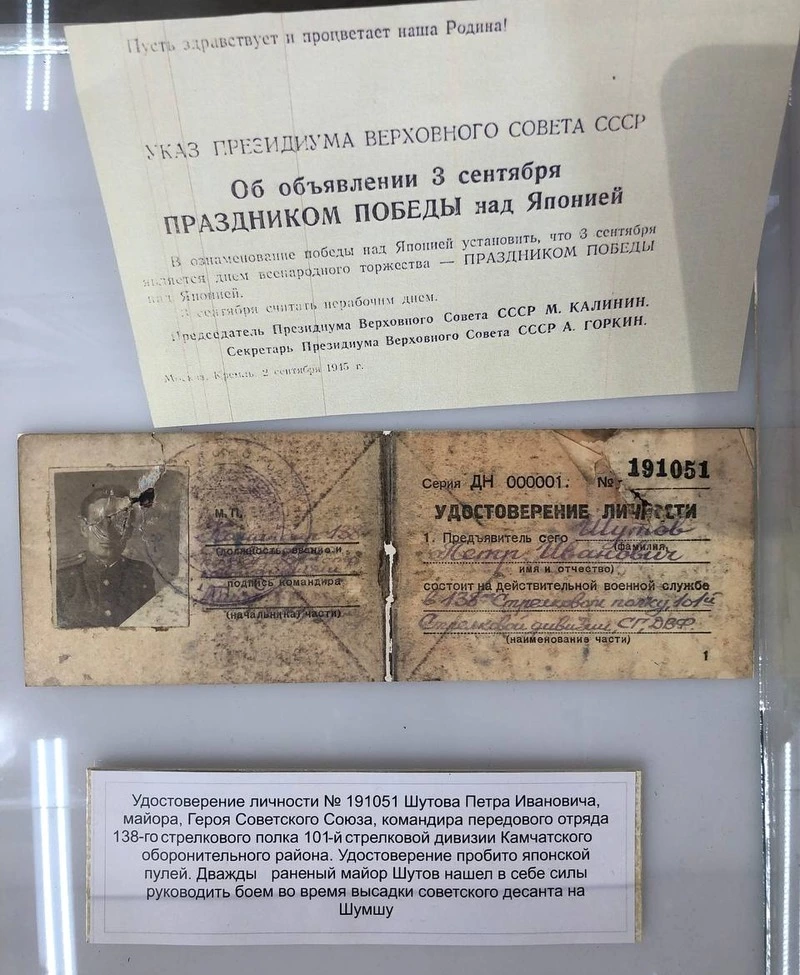 Пусть здравствует и процветает наша Родина!
УКАЗ ПРЕЗИДИУМА ВЕРХОВНОГО СОВЕТА СССР
Об объявлении 3 сентября
ПРАЗДНИКОМ ПОБЕДЫ над Японией
В ознаменование победы над Японией установить, что 3 сентября
является днем всенародного торжества — ПРАЗДНИКОМ ПОБЕДЫ
над Японией.
3 сентября считать нерабочим днем.
Председатель Президиума Верховного Совета СССР М. КАЛИНИН.
Секретарь Президиума Верховного Совета СССР А. ГОРКИН.
Москва, Кремль. 2 сентября 1945 г.
М. П.
(должность, звание и
подпись командира
(начальника) части)
Серия ДН 000001. № 191051
УДОСТОВЕРЕНИЕ ЛИЧНОСТИ
1. Предъявитель сего Шутов
(фамилия,
Петр Иванович
имя и отчество)
состоит на действительной военной службе
в 138 Стрелковом полку 101й
Стрелковой дивизии, СГ, ДВФ.
(наименование части)
1
Удостоверение личности № 191051 Шутова Петра Ивановича,
майора, Героя Советского Союза, командира передового отряда
138-го стрелкового полка 101-й стрелковой дивизии Камчатского
оборонительного района. Удостоверение пробито японской
пулей. Дважды раненый майор Шутов нашел в себе силы
руководить боем во время высадки советского десанта на
Шумшу